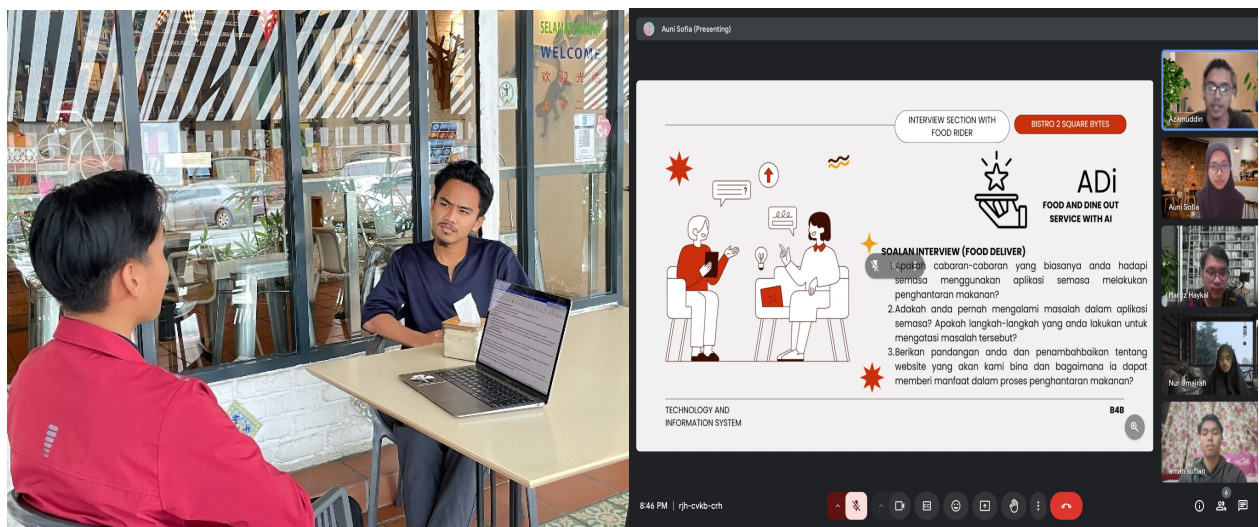 SELAMAT DATANG
WELCOME
欢迎光临
Auni Sofia (Presenting)
INTERVIEW SECTION WITH
FOOD RIDER
BISTRO 2 SQUARE BYTES
ADi
FOOD AND DINE OUT
SERVICE WITH AI
SOALAN INTERVIEW (FOOD DELIVER)
1.Apakah cabaran-cabaran yang biasanya anda hadapi
semasa menggunakan aplikasi semasa melakukan
penghantaran makanan?
2.Adakah anda pernah mengalami masalah dalam aplikasi
semasa? Apakah langkah-langkah yang anda lakukan untuk
mengatasi masalah tersebut?
3.Berikan pandangan anda dan penambahbaikan tentang
website yang akan kami bina dan bagaimana ia dapat
memberi manfaat dalam proses penghantaran makanan?
TECHNOLOGY AND
INFORMATION SYSTEM
B4B
Azamuddin
Auni Sofia
Haykal
Nur Umairah
aman sufian
8:46 PM | rjh-cvkb-crh
6